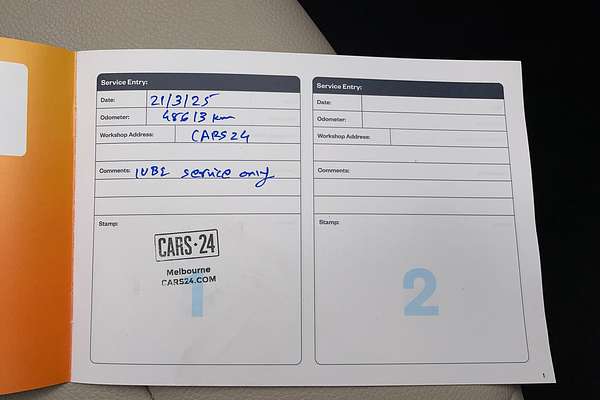 Service Entry:
Date: 21/3/25
Odometer: 48613 km
Workshop Address: CARS24
Comments: LUBE service only
Stamp:
CARS·24
Melbourne
CARS24.COM
1
Service Entry:
Date:
Odometer:
Workshop Address:
Comments:
Stamp:
2
1